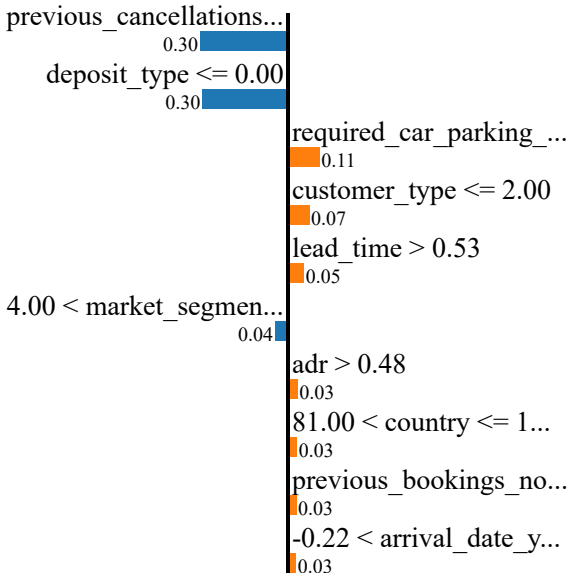 previous_cancellations...
0.30
deposit_type <= 0.00
0.30
required_car_parking_...
0.11
customer_type <= 2.00
0.07
lead_time > 0.53
0.05
4.00 < market_segmen...
0.04
adr > 0.48
0.03
81.00 < country <= 1...
0.03
previous_bookings_no...
0.03
-0.22 < arrival_date_y...
0.03